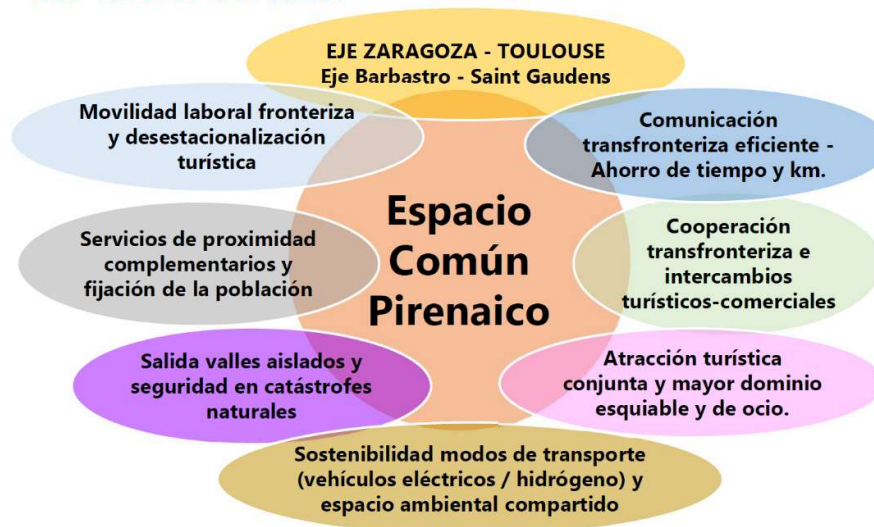 EJE ZARAGOZA - TOULOUSE
Eje Barbastro - Saint Gaudens
Movilidad laboral fronteriza
y desestacionalización
turística
Comunicación
transfronteriza eficiente -
Ahorro de tiempo y km.
Espacio
Común
Pirenaico
Servicios de proximidad
complementarios y
fijación de la población
Cooperación
transfronteriza e
intercambios
turísticos-comerciales
Salida valles aislados y
seguridad en catástrofes
naturales
Atracción turística
conjunta y mayor dominio
esquiable y de ocio.
Sostenibilidad modos de transporte
(vehículos eléctricos / hidrógeno) y
espacio ambiental compartido